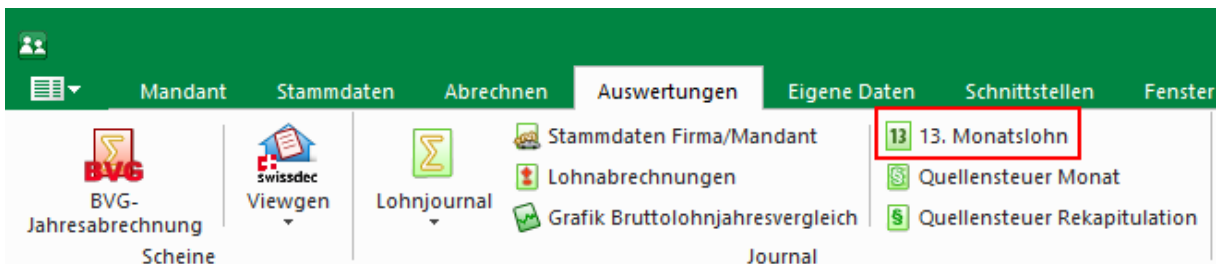 Mandant Stammdaten Abrechnen Auswertungen Eigene Daten Schnittstellen Fenster
BVG
BVG-
Jahresabrechnung
swissdec
Viewgen
Lohnjournal
Stammdaten Firma/Mandant
Lohnabrechnungen
Grafik Bruttolohnjahresvergleich
13 13. Monatslohn
§ Quellensteuer Monat
§ Quellensteuer Rekapitulation
Scheine Journal